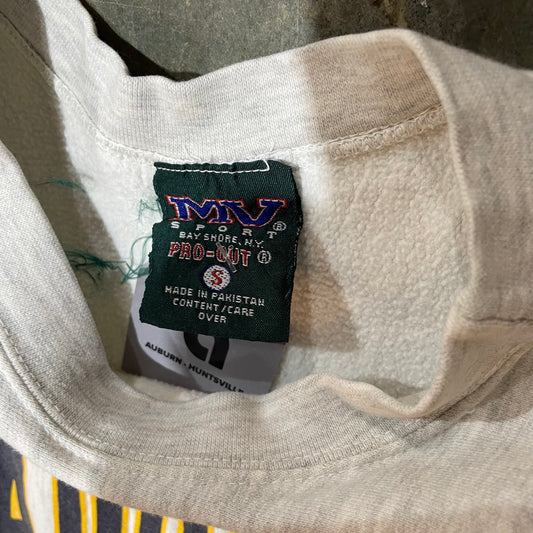 MV®
SPORT
BAY SHORE, N.Y.
PRO-CUT®
S
MADE IN PAKISTAN
CONTENT/CARE
OVER
AUBURN - HUNTSVILLE